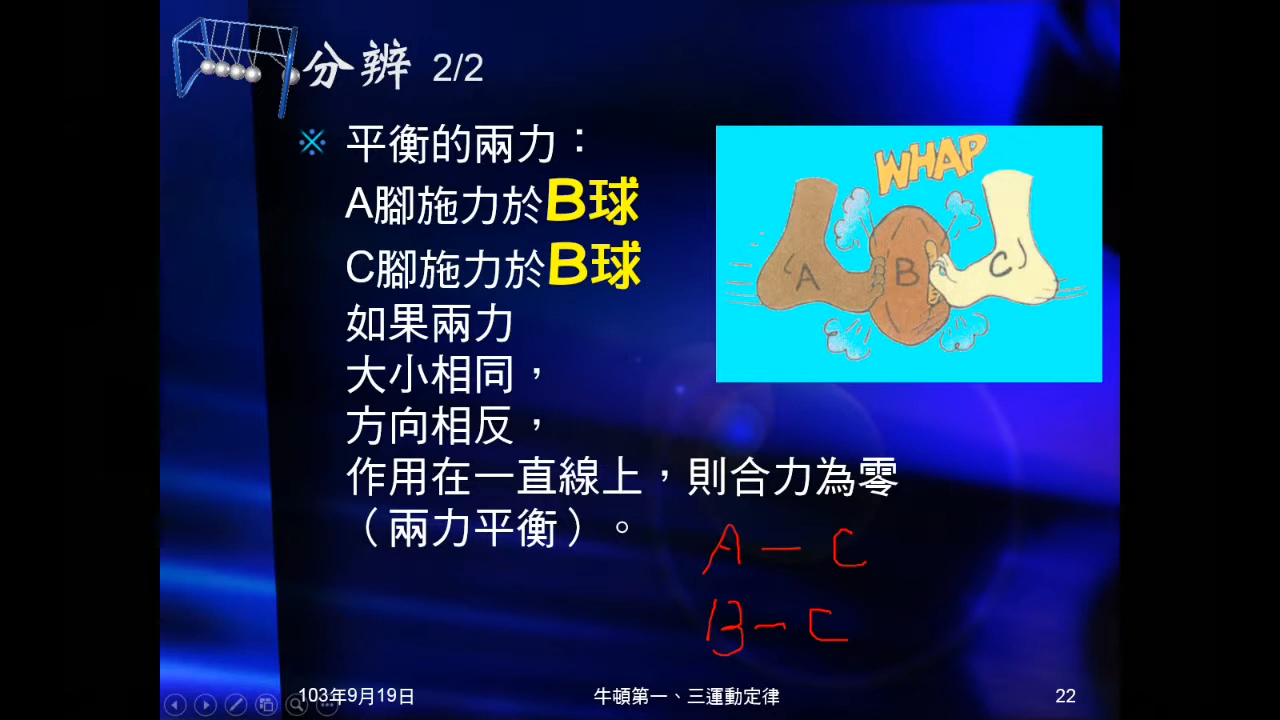 分辨 2/2
※ 平衡的兩力：
A腳施力於B球
C腳施力於B球
如果兩力
大小相同，
方向相反，
作用在一直線上，則合力為零
（兩力平衡）。
WHAP
A B C
A — C
B — C
103年9月19日
牛頓第一、三運動定律
22